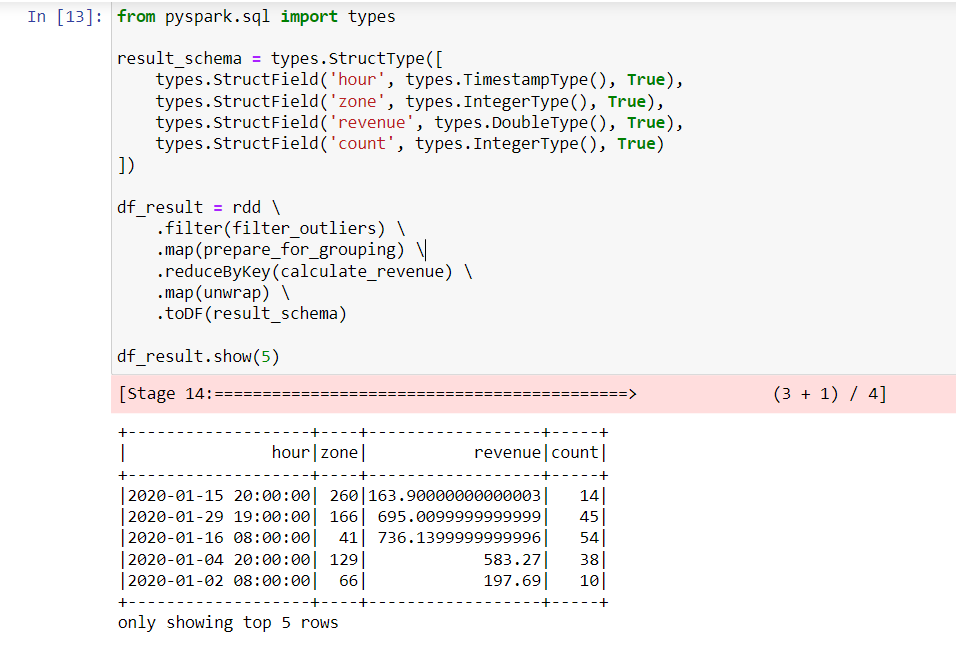 In [13]: from pyspark.sql import types

result_schema = types.StructType([
    types.StructField('hour', types.TimestampType(), True),
    types.StructField('zone', types.IntegerType(), True),
    types.StructField('revenue', types.DoubleType(), True),
    types.StructField('count', types.IntegerType(), True)
])

df_result = rdd \
    .filter(filter_outliers) \
    .map(prepare_for_grouping) \
    .reduceByKey(calculate_revenue) \
    .map(unwrap) \
    .toDF(result_schema)

df_result.show(5)
[Stage 14:===========================================>              (3 + 1) / 4]
+-------------------+----+------------------+-----+
|               hour|zone|           revenue|count|
+-------------------+----+------------------+-----+
|2020-01-15 20:00:00| 260|163.90000000000003|   14|
|2020-01-29 19:00:00| 166| 695.0099999999999|   45|
|2020-01-16 08:00:00|  41| 736.1399999999996|   54|
|2020-01-04 20:00:00| 129|            583.27|   38|
|2020-01-02 08:00:00|  66|            197.69|   10|
+-------------------+----+------------------+-----+
only showing top 5 rows